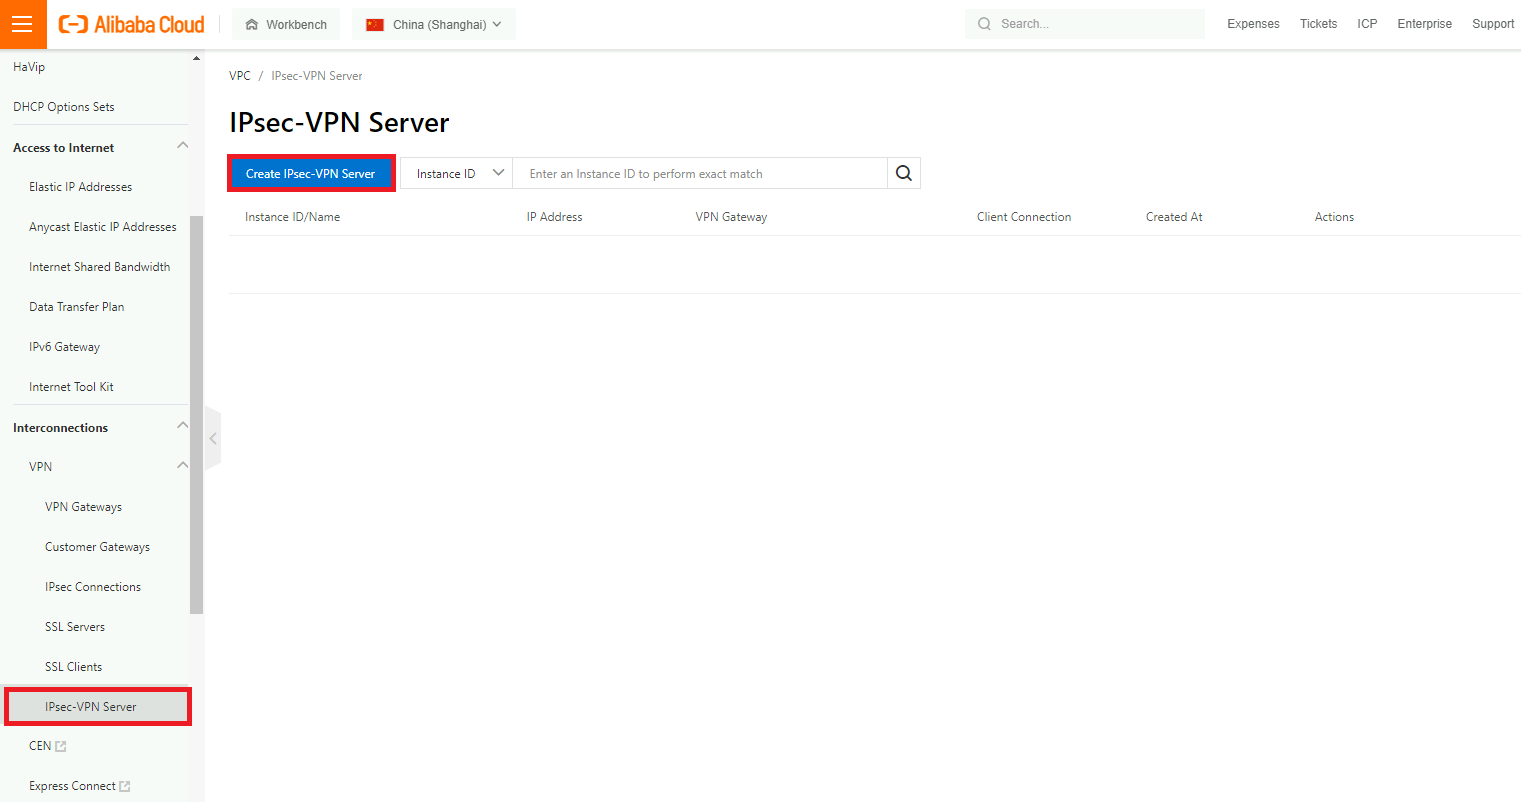 Alibaba Cloud Workbench China (Shanghai) Search... Expenses Tickets ICP Enterprise Support
HaVip
DHCP Options Sets
Access to Internet
Elastic IP Addresses
Anycast Elastic IP Addresses
Internet Shared Bandwidth
Data Transfer Plan
IPv6 Gateway
Internet Tool Kit
Interconnections
VPN
VPN Gateways
Customer Gateways
IPsec Connections
SSL Servers
SSL Clients
IPsec-VPN Server
CEN
Express Connect
VPC / IPsec-VPN Server
IPsec-VPN Server
Create IPsec-VPN Server Instance ID Enter an Instance ID to perform exact match
Instance ID/Name IP Address VPN Gateway Client Connection Created At Actions